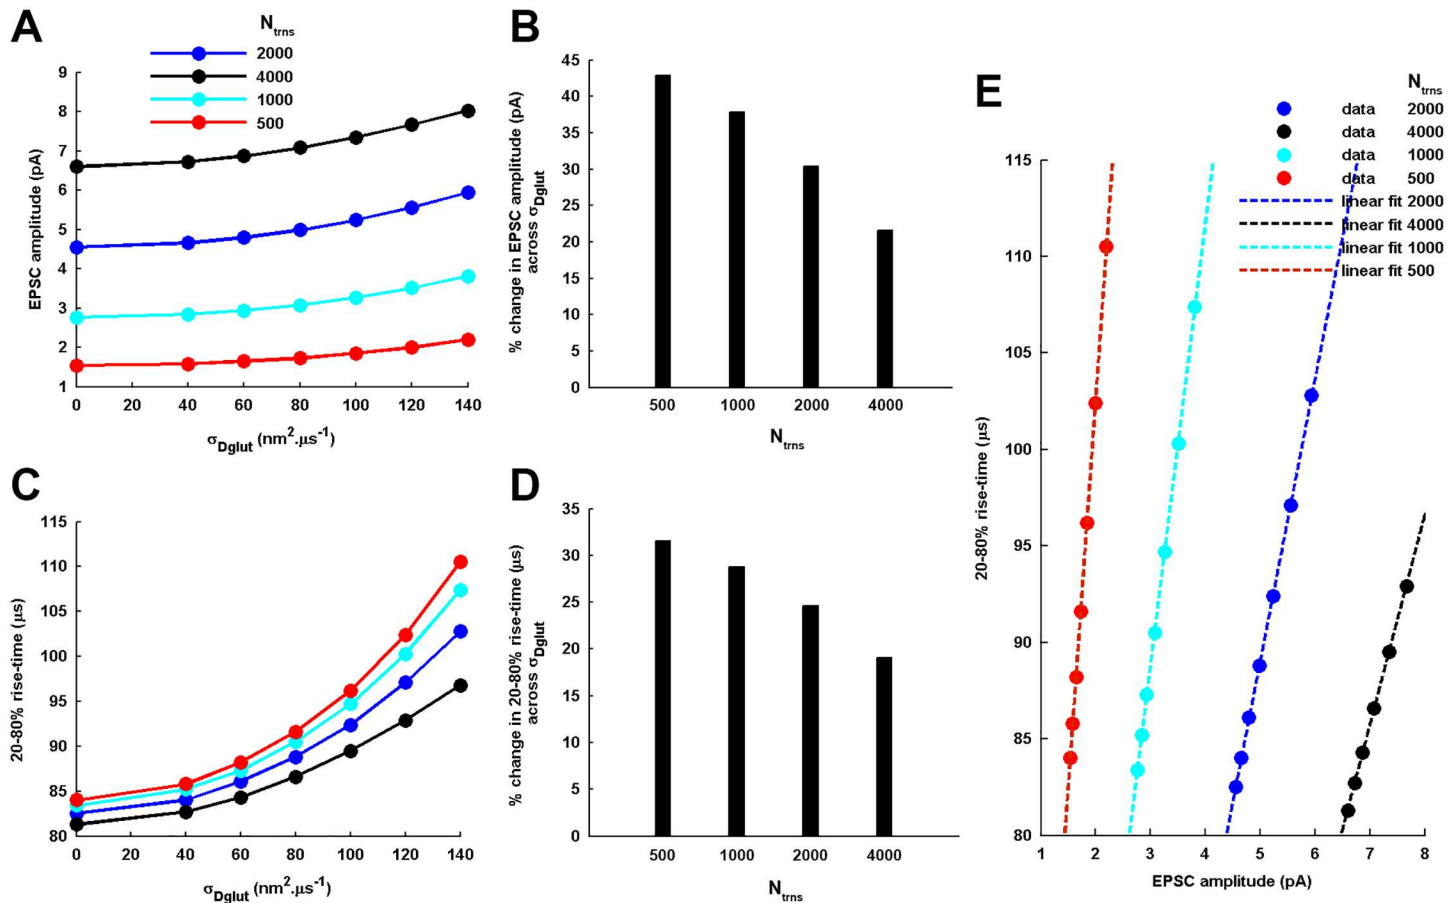 A
N_trns
2000
4000
1000
500
EPSC amplitude (pA)
9
8
7
6
5
4
3
2
1
0 20 40 60 80 100 120 140
σ_Dglut (nm².μs⁻¹)
B
% change in EPSC amplitude (pA)
across σ_Dglut
45
40
35
30
25
20
15
10
5
0
500 1000 2000 4000
N_trns
C
20-80% rise-time (μs)
115
110
105
100
95
90
85
80
0 20 40 60 80 100 120 140
σ_Dglut (nm².μs⁻¹)
D
% change in 20-80% rise-time (μs)
across σ_Dglut
35
30
25
20
15
10
5
0
500 1000 2000 4000
N_trns
E
N_trns
data 2000
data 4000
data 1000
data 500
linear fit 2000
linear fit 4000
linear fit 1000
linear fit 500
20-80% rise-time (μs)
115
110
105
100
95
90
85
80
1 2 3 4 5 6 7 8
EPSC amplitude (pA)